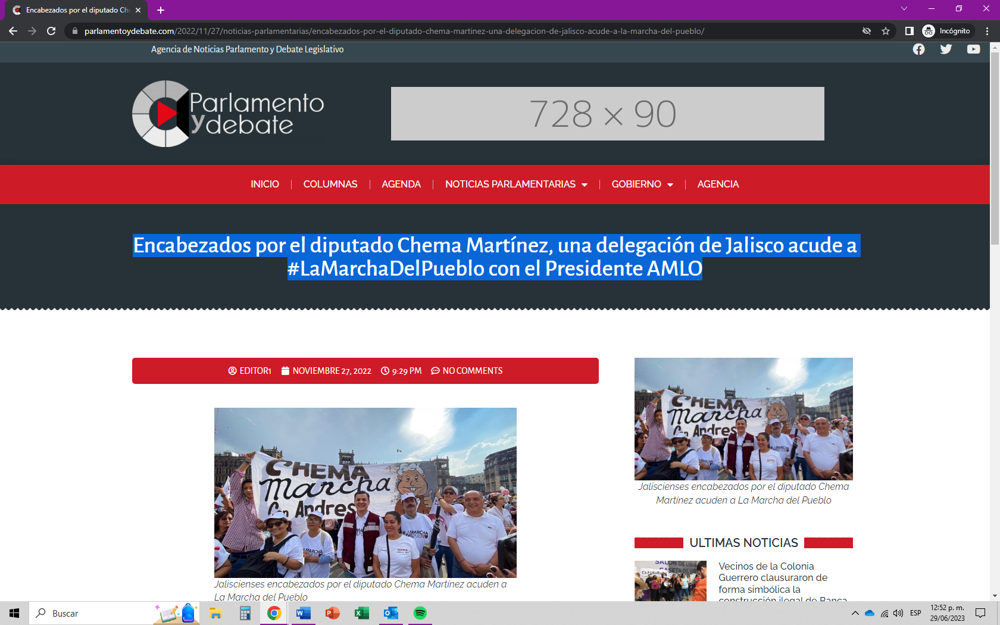 Encabezados por el diputado Ch
parlamentoydebate.com/2022/11/27/noticias-parlamentarias/encabezados-por-el-diputado-chema-martinez-una-delegacion-de-jalisco-acude-a-la-marcha-del-pueblo/
Incógnito
Agencia de Noticias Parlamento y Debate Legislativo
Parlamento
y debate
728 × 90
INICIO
COLUMNAS
AGENDA
NOTICIAS PARLAMENTARIAS
GOBIERNO
AGENCIA
Encabezados por el diputado Chema Martínez, una delegación de Jalisco acude a
#LaMarchaDelPueblo con el Presidente AMLO
EDITOR1
NOVIEMBRE 27, 2022
9:29 PM
NO COMMENTS
CHEMA
Marcha
Con Andres
#LAMARCHA
Jaliscienses encabezados por el diputado Chema Martínez acuden a
La Marcha del Pueblo
CHEMA
Marcha
Con Andres
Jaliscienses encabezados por el diputado Chema
Martínez acuden a La Marcha del Pueblo
ULTIMAS NOTICIAS
SALÓN DE USOS
CASETA DE
Vecinos de la Colonia
Guerrero clausuraron de
forma simbólica la
construcción ilegal de Banca
Buscar
ESP
12:52 p. m.
29/06/2023